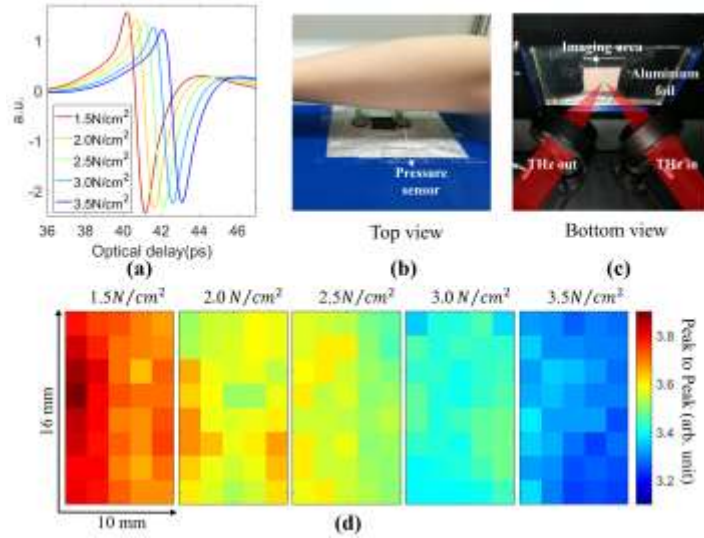 1
0
-1
-2
a.u.
1.5N/cm²
2.0N/cm²
2.5N/cm²
3.0N/cm²
3.5N/cm²
36 38 40 42 44 46
Optical delay(ps)
(a)
Pressure
sensor
Top view
(b)
Imaging area
Aluminium
foil
THz out
THz in
Bottom view
(c)
1.5N/cm²
2.0 N/cm²
2.5N/cm²
3.0 N/cm²
3.5N/cm²
16 mm
10 mm
3.8
3.6
3.4
3.2
Peak to Peak (arb. unit)
(d)